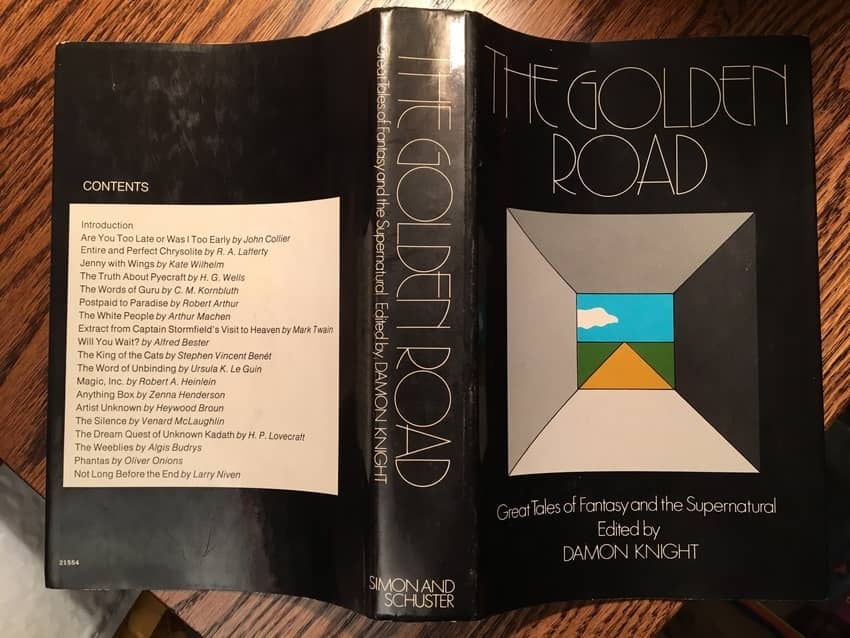 CONTENTS
Introduction
Are You Too Late or Was I Too Early by John Collier
Entire and Perfect Chrysolite by R. A. Lafferty
Jenny with Wings by Kate Wilhelm
The Truth About Pyecraft by H. G. Wells
The Words of Guru by C. M. Kornbluth
Postpaid to Paradise by Robert Arthur
The White People by Arthur Machen
Extract from Captain Stormfield's Visit to Heaven by Mark Twain
Will You Wait? by Alfred Bester
The King of the Cats by Stephen Vincent Benét
The Word of Unbinding by Ursula K. Le Guin
Magic, Inc. by Robert A. Heinlein
Anything Box by Zenna Henderson
Artist Unknown by Heywood Broun
The Silence by Venard McLaughlin
The Dream Quest of Unknown Kadath by H. P. Lovecraft
The Weeblies by Algis Budrys
Phantas by Oliver Onions
Not Long Before the End by Larry Niven
21554
THE GOLDEN ROAD
Great Tales of Fantasy and the Supernatural Edited by DAMON KNIGHT
SIMON AND
SCHUSTER
THE GOLDEN
ROAD
Great Tales of Fantasy and the Supernatural
Edited by
DAMON KNIGHT